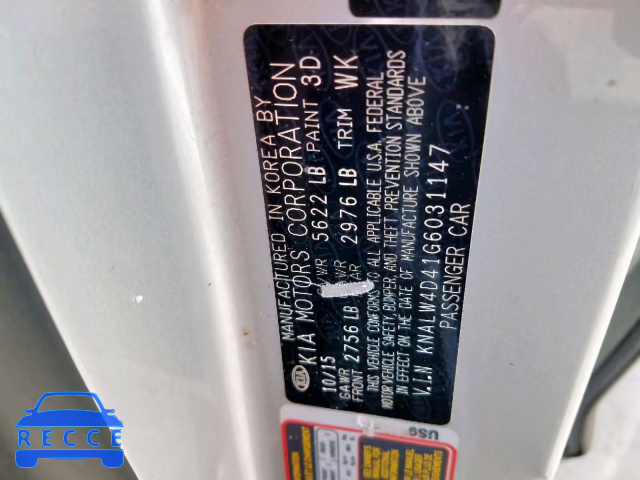 MANUFACTURED IN KOREA BY
KIA MOTORS CORPORATION
10/15 GVWR 5622 LB PAINT 3D
GAWR GAWR
FRONT 2756 LB REAR 2976 LB TRIM WK
THIS VEHICLE CONFORMS TO ALL APPLICABLE U.S.A. FEDERAL
MOTOR VEHICLE SAFETY, BUMPER, AND THEFT PREVENTION STANDARDS
IN EFFECT ON THE DATE OF MANUFACTURE SHOWN ABOVE
V.I.N KNALW4D41G6031147
PASSENGER CAR
KIA
US6
RECCE